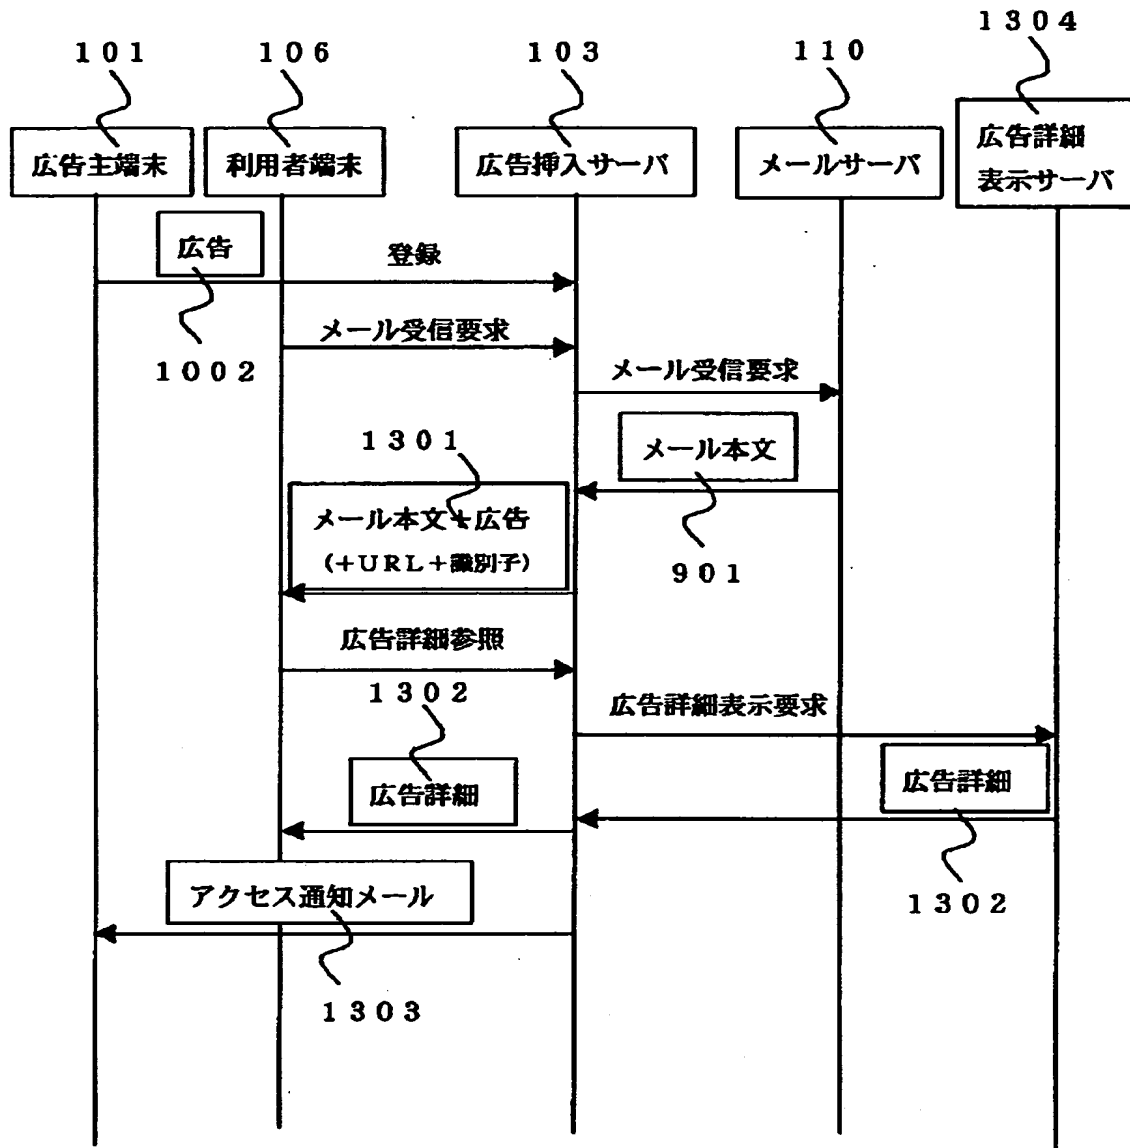 1304
101
106
103
110
広告主端末
利用者端末
広告挿入サーバ
メールサーバ
広告詳細
表示サーバ
広告
登録
メール受信要求
1002
メール受信要求
1301
メール本文
メール本文+広告
(+URL+識別子)
901
広告詳細参照
1302
広告詳細表示要求
広告詳細
広告詳細
アクセス通知メール
1302
1303